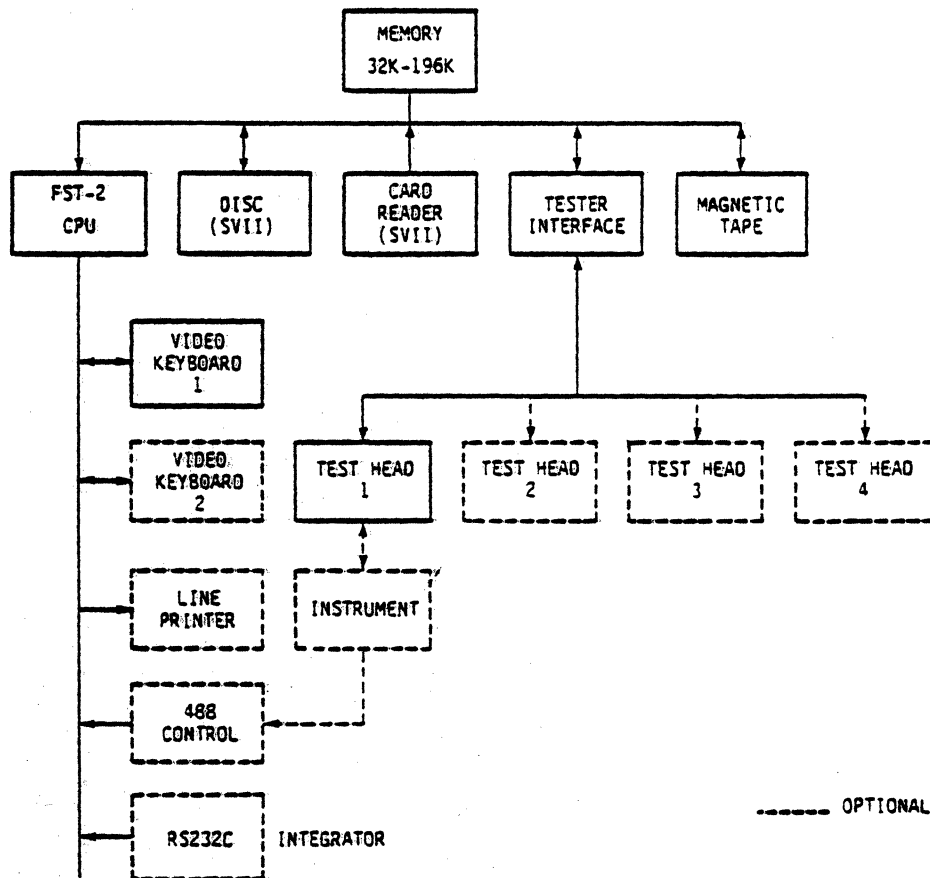 MEMORY
32K-196K
FST-2
CPU
DISC
(SVII)
CARD
READER
(SVII)
TESTER
INTERFACE
MAGNETIC
TAPE
VIDEO
KEYBOARD
1
VIDEO
KEYBOARD
2
TEST HEAD
1
TEST HEAD
2
TEST HEAD
3
TEST HEAD
4
LINE
PRINTER
INSTRUMENT
488
CONTROL
RS232C
INTEGRATOR
OPTIONAL